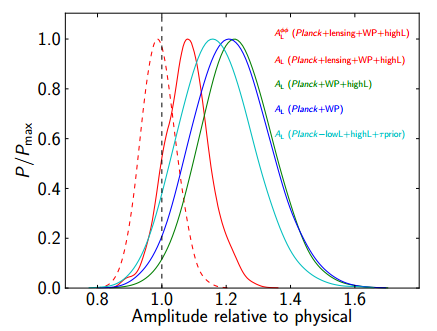 A_L^ϕϕ (Planck+lensing+WP+highL)
A_L (Planck+lensing+WP+highL)
A_L (Planck+WP+highL)
A_L (Planck+WP)
A_L (Planck−lowL+highL+τprior)
P/P_max
1.0
0.8
0.6
0.4
0.2
0.0
0.8 1.0 1.2 1.4 1.6
Amplitude relative to physical